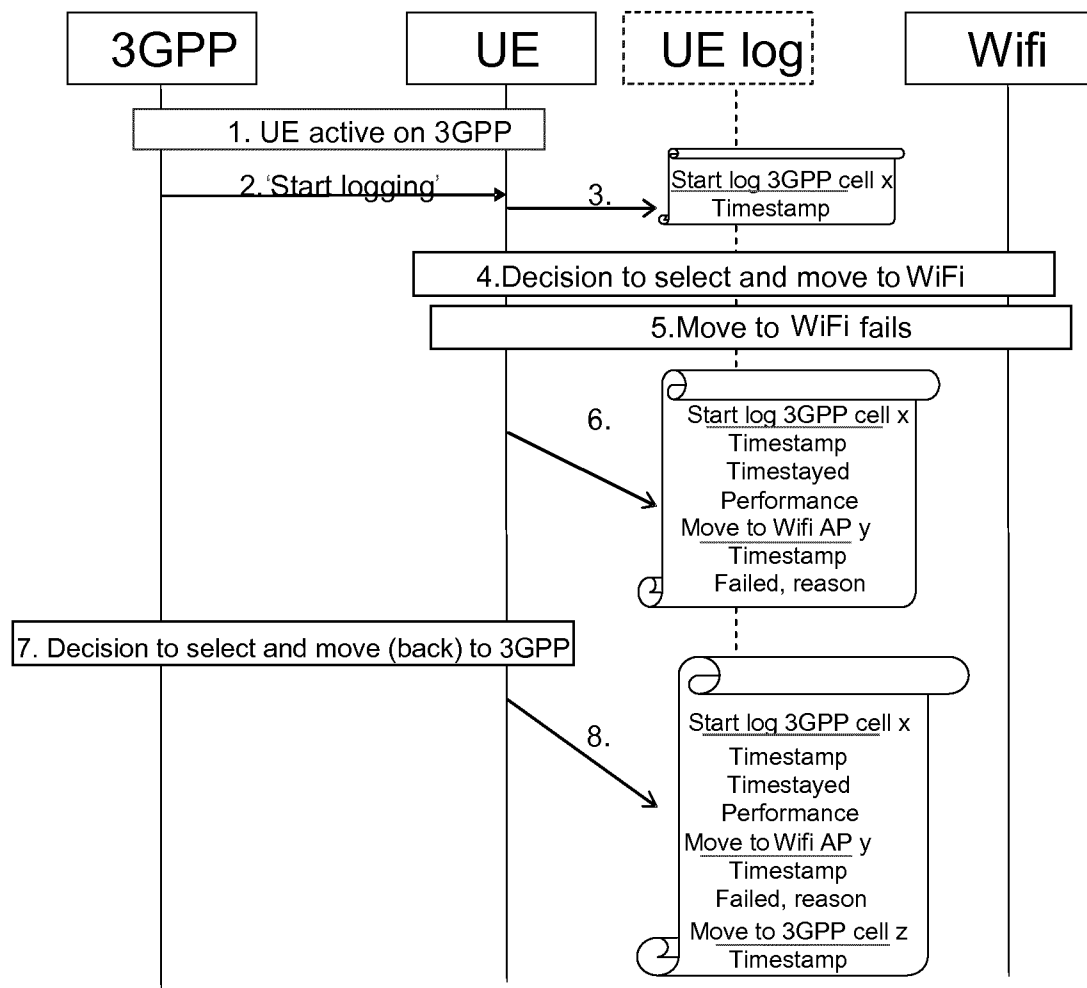 3GPP
UE
UE log
Wifi
1. UE active on 3GPP
2.'Start logging'
3.
Start log 3GPP cell x
Timestamp
4.Decision to select and move to WiFi
5.Move to WiFi fails
6.
Start log 3GPP cell x
Timestamp
Timestayed
Performance
Move to Wifi AP y
Timestamp
Failed, reason
7. Decision to select and move (back) to 3GPP
8.
Start log 3GPP cell x
Timestamp
Timestayed
Performance
Move to Wifi AP y
Timestamp
Failed, reason
Move to 3GPP cell z
Timestamp